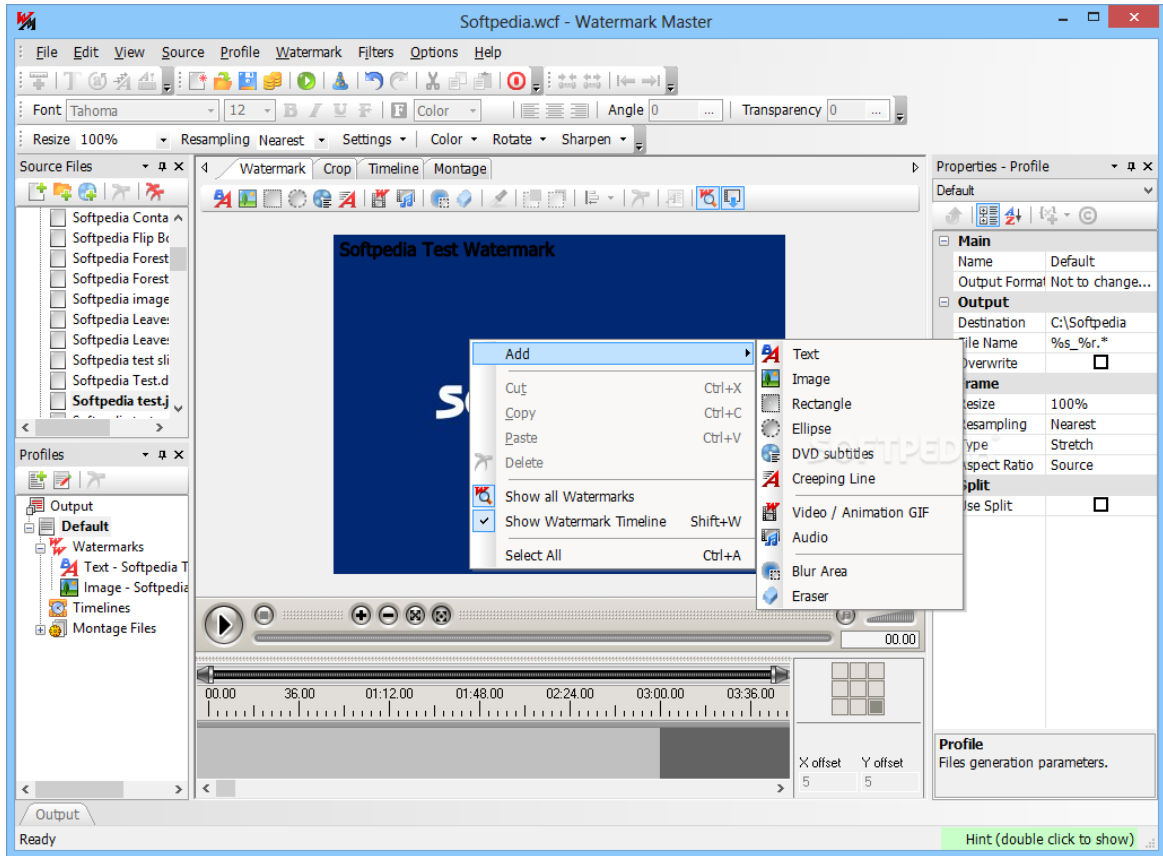 Softpedia.wcf - Watermark Master
File Edit View Source Profile Watermark Filters Options Help
Font Tahoma 12 B I U F F Color Angle 0 ... Transparency 0 ...
Resize 100% Resampling Nearest Settings Color Rotate Sharpen
Source Files
Softpedia Conta
Softpedia Flip Bo
Softpedia Forest
Softpedia Forest
Softpedia image
Softpedia Leave
Softpedia Leave
Softpedia test sli
Softpedia Test.d
Softpedia test.j
Profiles
Output
Default
Watermarks
Text - Softpedia T
Image - Softpedia
Timelines
Montage Files
Watermark Crop Timeline Montage
Softpedia Test Watermark
Add
Cut Ctrl+X
Copy Ctrl+C
Paste Ctrl+V
Delete
Show all Watermarks
Show Watermark Timeline Shift+W
Select All Ctrl+A
Text
Image
Rectangle
Ellipse
DVD subtitles
Creeping Line
Video / Animation GIF
Audio
Blur Area
Eraser
SOFTPEDIA
00.00
00.00 36.00 01:12.00 01:48.00 02:24.00 03:00.00 03:36.00
X offset Y offset
5 5
Properties - Profile
Default
Main
Name Default
Output Format Not to change...
Output
Destination C:\Softpedia
File Name %s_%r.*
Overwrite
Frame
Resize 100%
Resampling Nearest
Type Stretch
Aspect Ratio Source
Split
Use Split
Profile
Files generation parameters.
Output
Ready
Hint (double click to show)